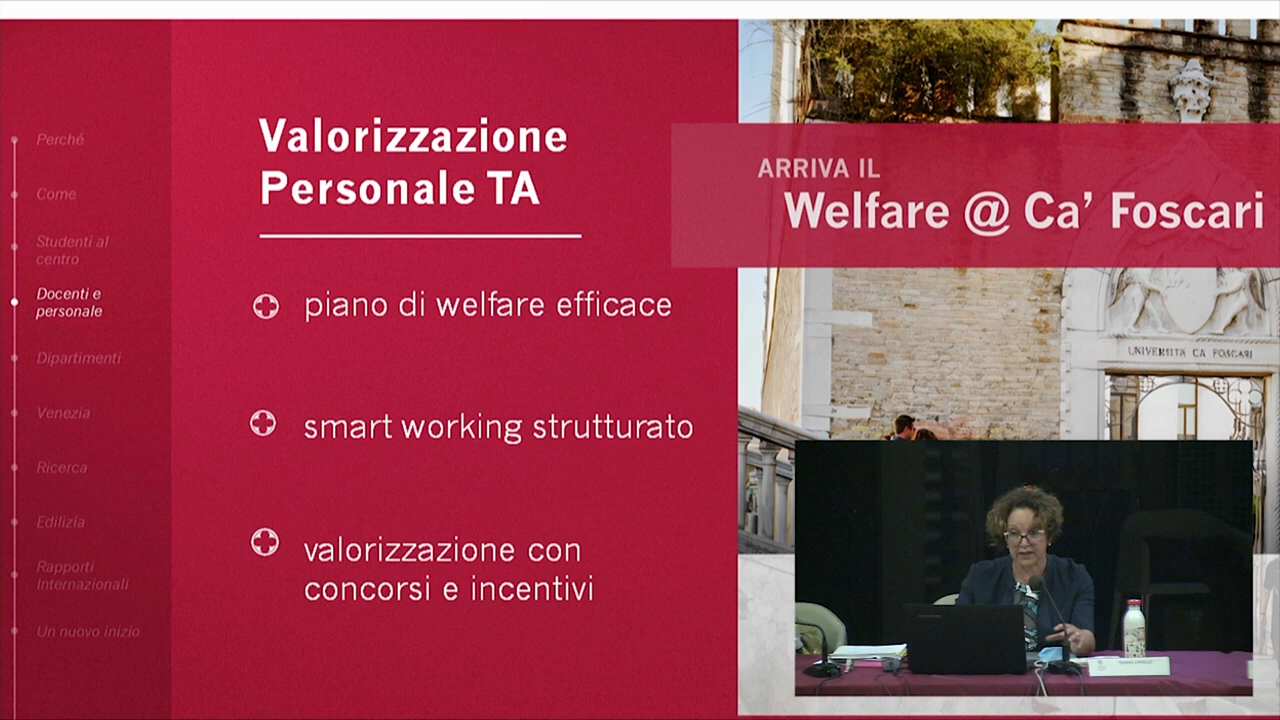 Perché
Come
Studenti al
centro
Docenti e
personale
Dipartimenti
Venezia
Ricerca
Edilizia
Rapporti
Internazionali
Un nuovo inizio
Valorizzazione
Personale TA
piano di welfare efficace
smart working strutturato
valorizzazione con
concorsi e incentivi
ARRIVA IL
Welfare @ Ca' Foscari
UNIVERSITÀ CA' FOSCARI